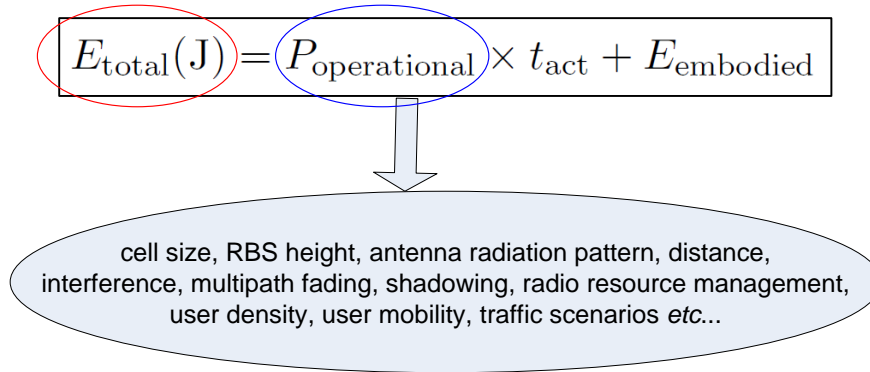 E_total(J) = P_operational × t_act + E_embodied
cell size, RBS height, antenna radiation pattern, distance,
interference, multipath fading, shadowing, radio resource management,
user density, user mobility, traffic scenarios etc...